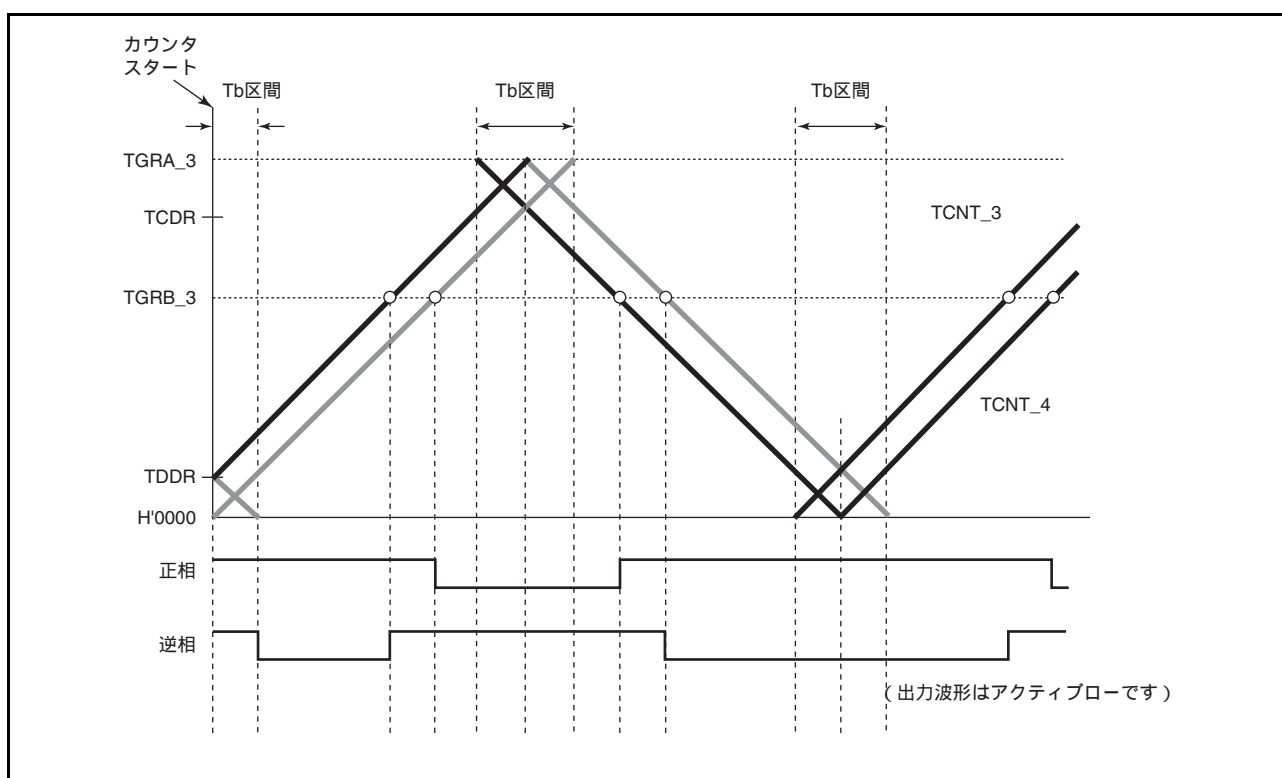 カウンタ
スタート
Tb区間
Tb区間
Tb区間
TGRA_3
TCDR
TCNT_3
TGRB_3
TCNT_4
TDDR
H'0000
正相
逆相
(出力波形はアクティブローです)